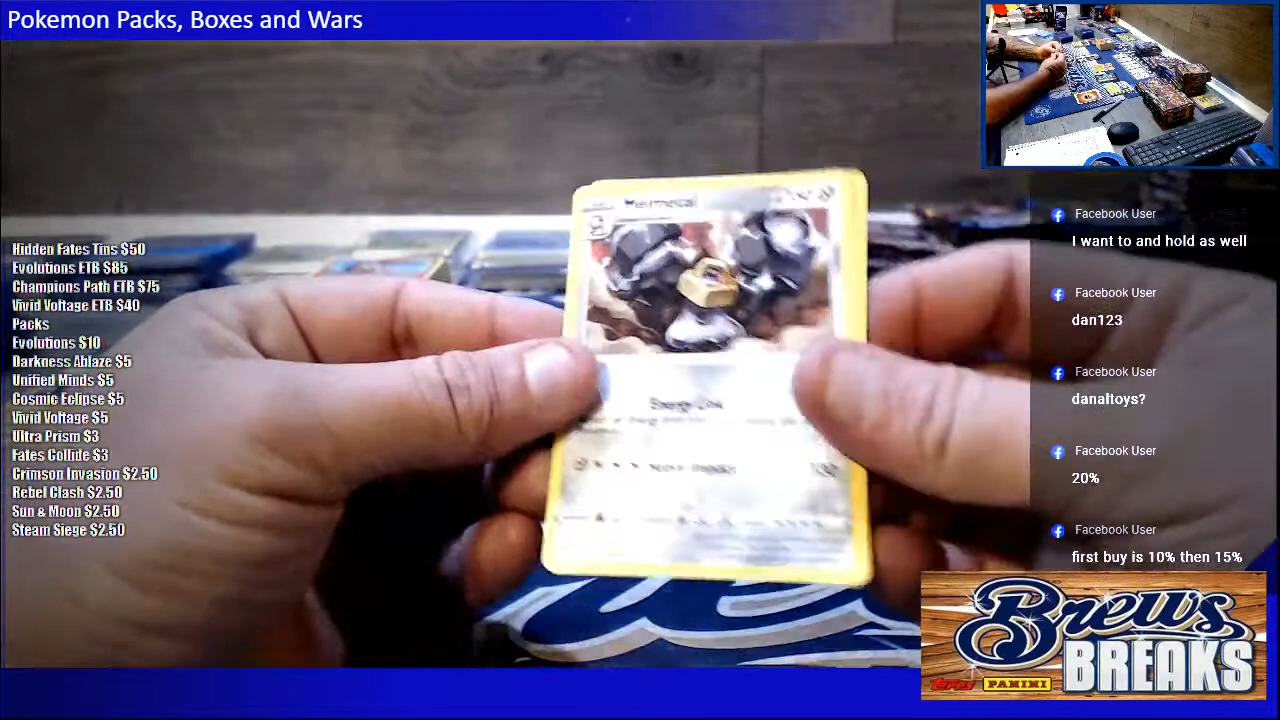 Pokemon Packs, Boxes and Wars
Hidden Fates Tins $50
Evolutions ETB $85
Champions Path ETB $75
Vivid Voltage ETB $40
Packs
Evolutions $10
Darkness Ablaze $5
Unified Minds $5
Cosmic Eclipse $5
Vivid Voltage $5
Ultra Prism $3
Fates Collide $3
Crimson Invasion $2.50
Rebel Clash $2.50
Sun & Moon $2.50
Steam Siege $2.50
Melmetal
Facebook User
I want to and hold as well
Facebook User
dan123
Facebook User
danaltoys?
Facebook User
20%
Facebook User
first buy is 10% then 15%
Brews
BREAKS
topps PANINI